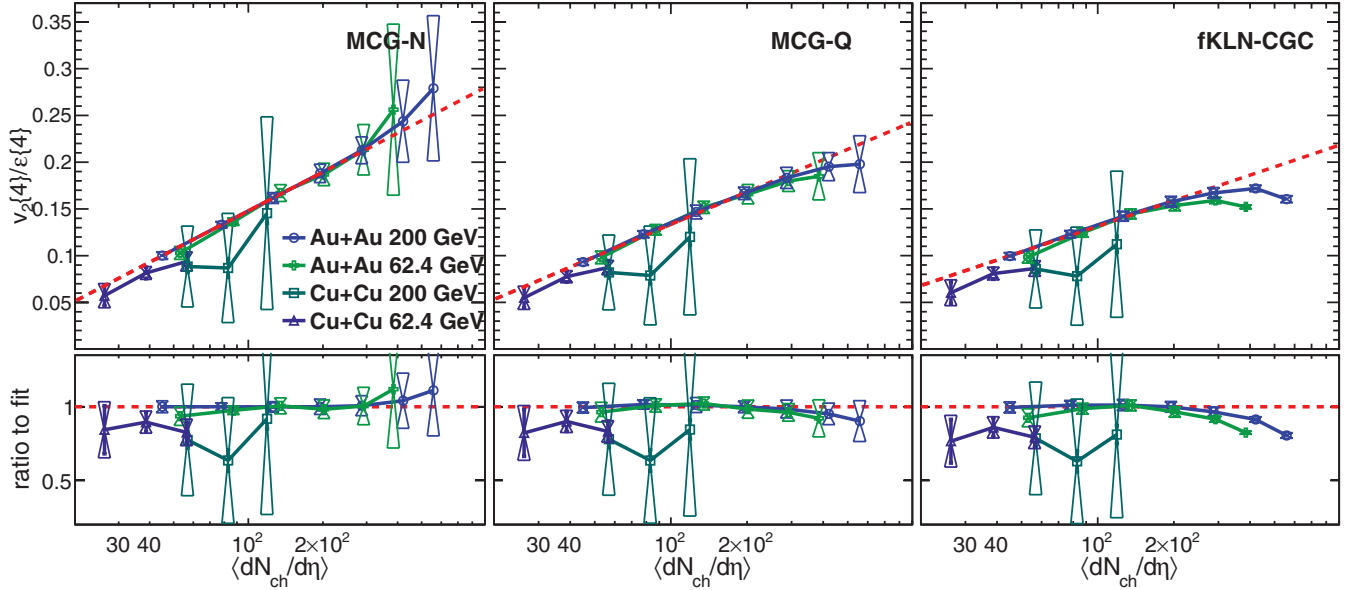 MCG-N
MCG-Q
fKLN-CGC
v₂{4}/ε{4}
0.35
0.3
0.25
0.2
0.15
0.1
0.05
Au+Au 200 GeV
Au+Au 62.4 GeV
Cu+Cu 200 GeV
Cu+Cu 62.4 GeV
ratio to fit
1
0.5
30 40 10² 2×10²
30 40 10² 2×10²
30 40 10² 2×10²
⟨dN_ch/dη⟩
⟨dN_ch/dη⟩
⟨dN_ch/dη⟩